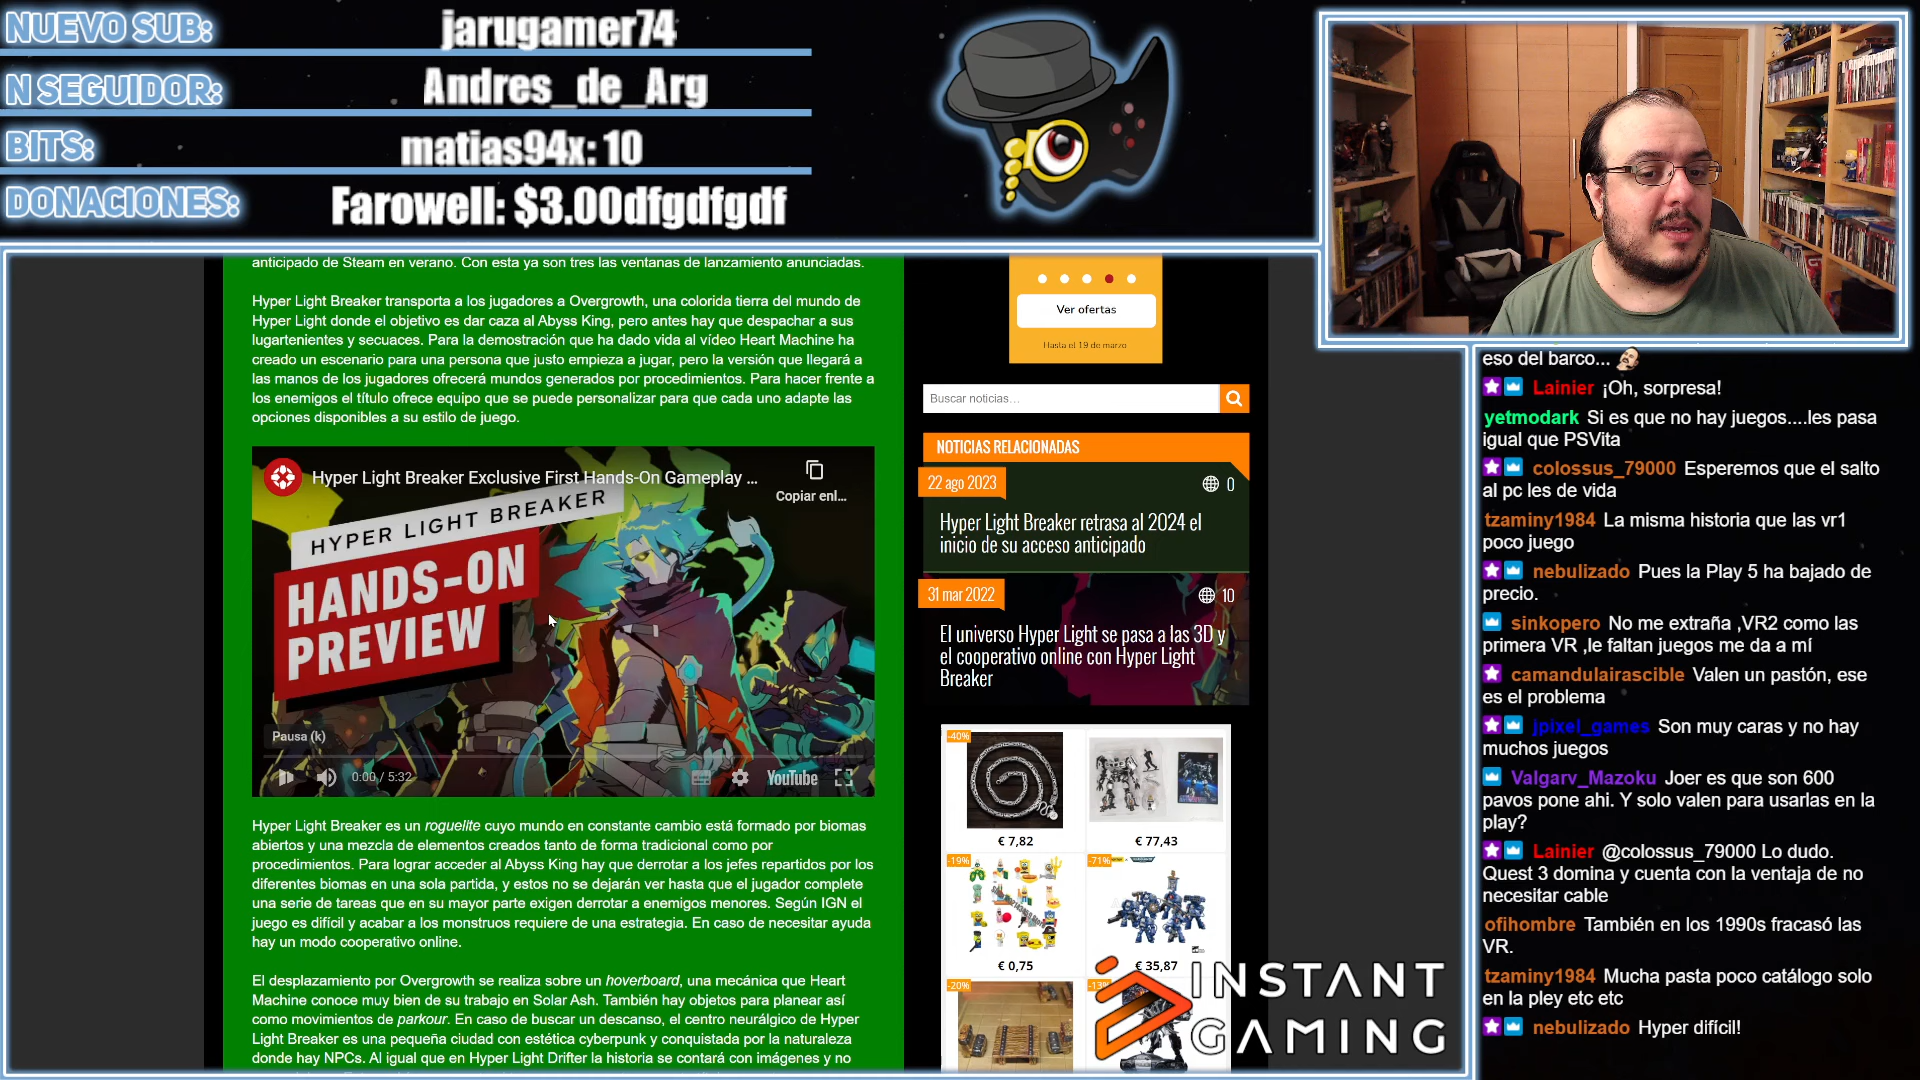 NUEVO SUB:
jarugamer74
N SEGUIDOR:
Andres_de_Arg
BITS:
matias94x: 10
DONACIONES:
Farowell: $3.00dfgdfgdf
anticipado de Steam en verano. Con esta ya son tres las ventanas de lanzamiento anunciadas.
Hyper Light Breaker transporta a los jugadores a Overgrowth, una colorida tierra del mundo de
Hyper Light donde el objetivo es dar caza al Abyss King, pero antes hay que despachar a sus
lugartenientes y secuaces. Para la demostración que ha dado vida al vídeo Heart Machine ha
creado un escenario para una persona que justo empieza a jugar, pero la versión que llegará a
las manos de los jugadores ofrecerá mundos generados por procedimientos. Para hacer frente a
los enemigos el título ofrece equipo que se puede personalizar para que cada uno adapte las
opciones disponibles a su estilo de juego.
Hyper Light Breaker Exclusive First Hands-On Gameplay ...
Copiar enl...
HYPER LIGHT BREAKER
HANDS-ON
PREVIEW
Pausa (k)
0:00 / 5:32
YouTube
Hyper Light Breaker es un roguelite cuyo mundo en constante cambio está formado por biomas
abiertos y una mezcla de elementos creados tanto de forma tradicional como por
procedimientos. Para lograr acceder al Abyss King hay que derrotar a los jefes repartidos por los
diferentes biomas en una sola partida, y estos no se dejarán ver hasta que el jugador complete
una serie de tareas que en su mayor parte exigen derrotar a enemigos menores. Según IGN el
juego es difícil y acabar a los monstruos requiere de una estrategia. En caso de necesitar ayuda
hay un modo cooperativo online.
El desplazamiento por Overgrowth se realiza sobre un hoverboard, una mecánica que Heart
Machine conoce muy bien de su trabajo en Solar Ash. También hay objetos para planear así
como movimientos de parkour. En caso de buscar un descanso, el centro neurálgico de Hyper
Light Breaker es una pequeña ciudad con estética cyberpunk y conquistada por la naturaleza
donde hay NPCs. Al igual que en Hyper Light Drifter la historia se contará con imágenes y no
Ver ofertas
Hasta el 19 de marzo
Buscar noticias...
NOTICIAS RELACIONADAS
22 ago 2023
0
Hyper Light Breaker retrasa al 2024 el
inicio de su acceso anticipado
31 mar 2022
10
El universo Hyper Light se pasa a las 3D y
el cooperativo online con Hyper Light
Breaker
-40%
€ 7,82
€ 77,43
-19%
-71%
€ 0,75
€ 35,87
-20%
-13%
INSTANT
GAMING
eso del barco...
Lainier ¡Oh, sorpresa!
yetmodark Si es que no hay juegos....les pasa
igual que PSVita
colossus_79000 Esperemos que el salto
al pc les de vida
tzaminy1984 La misma historia que las vr1
poco juego
nebulizado Pues la Play 5 ha bajado de
precio.
sinkopero No me extraña ,VR2 como las
primera VR ,le faltan juegos me da a mí
camandulairascible Valen un pastón, ese
es el problema
jpixel_games Son muy caras y no hay
muchos juegos
Valgarv_Mazoku Joer es que son 600
pavos pone ahi. Y solo valen para usarlas en la
play?
Lainier @colossus_79000 Lo dudo.
Quest 3 domina y cuenta con la ventaja de no
necesitar cable
ofihombre También en los 1990s fracasó las
VR.
tzaminy1984 Mucha pasta poco catálogo solo
en la pley etc etc
nebulizado Hyper difícil!